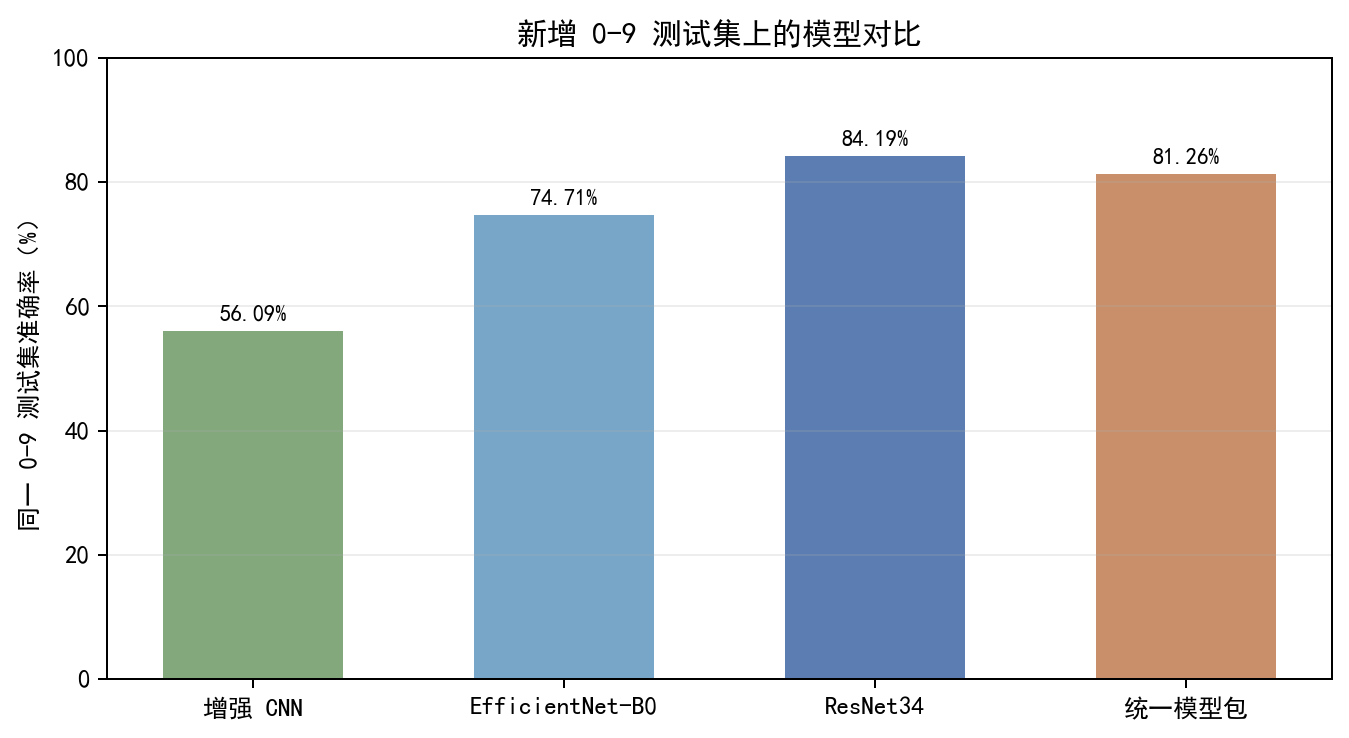 新增 0-9 测试集上的模型对比
同一 0-9 测试集准确率 (%)
100
80
60
40
20
0
56.09%
74.71%
84.19%
81.26%
增强 CNN
EfficientNet-B0
ResNet34
统一模型包